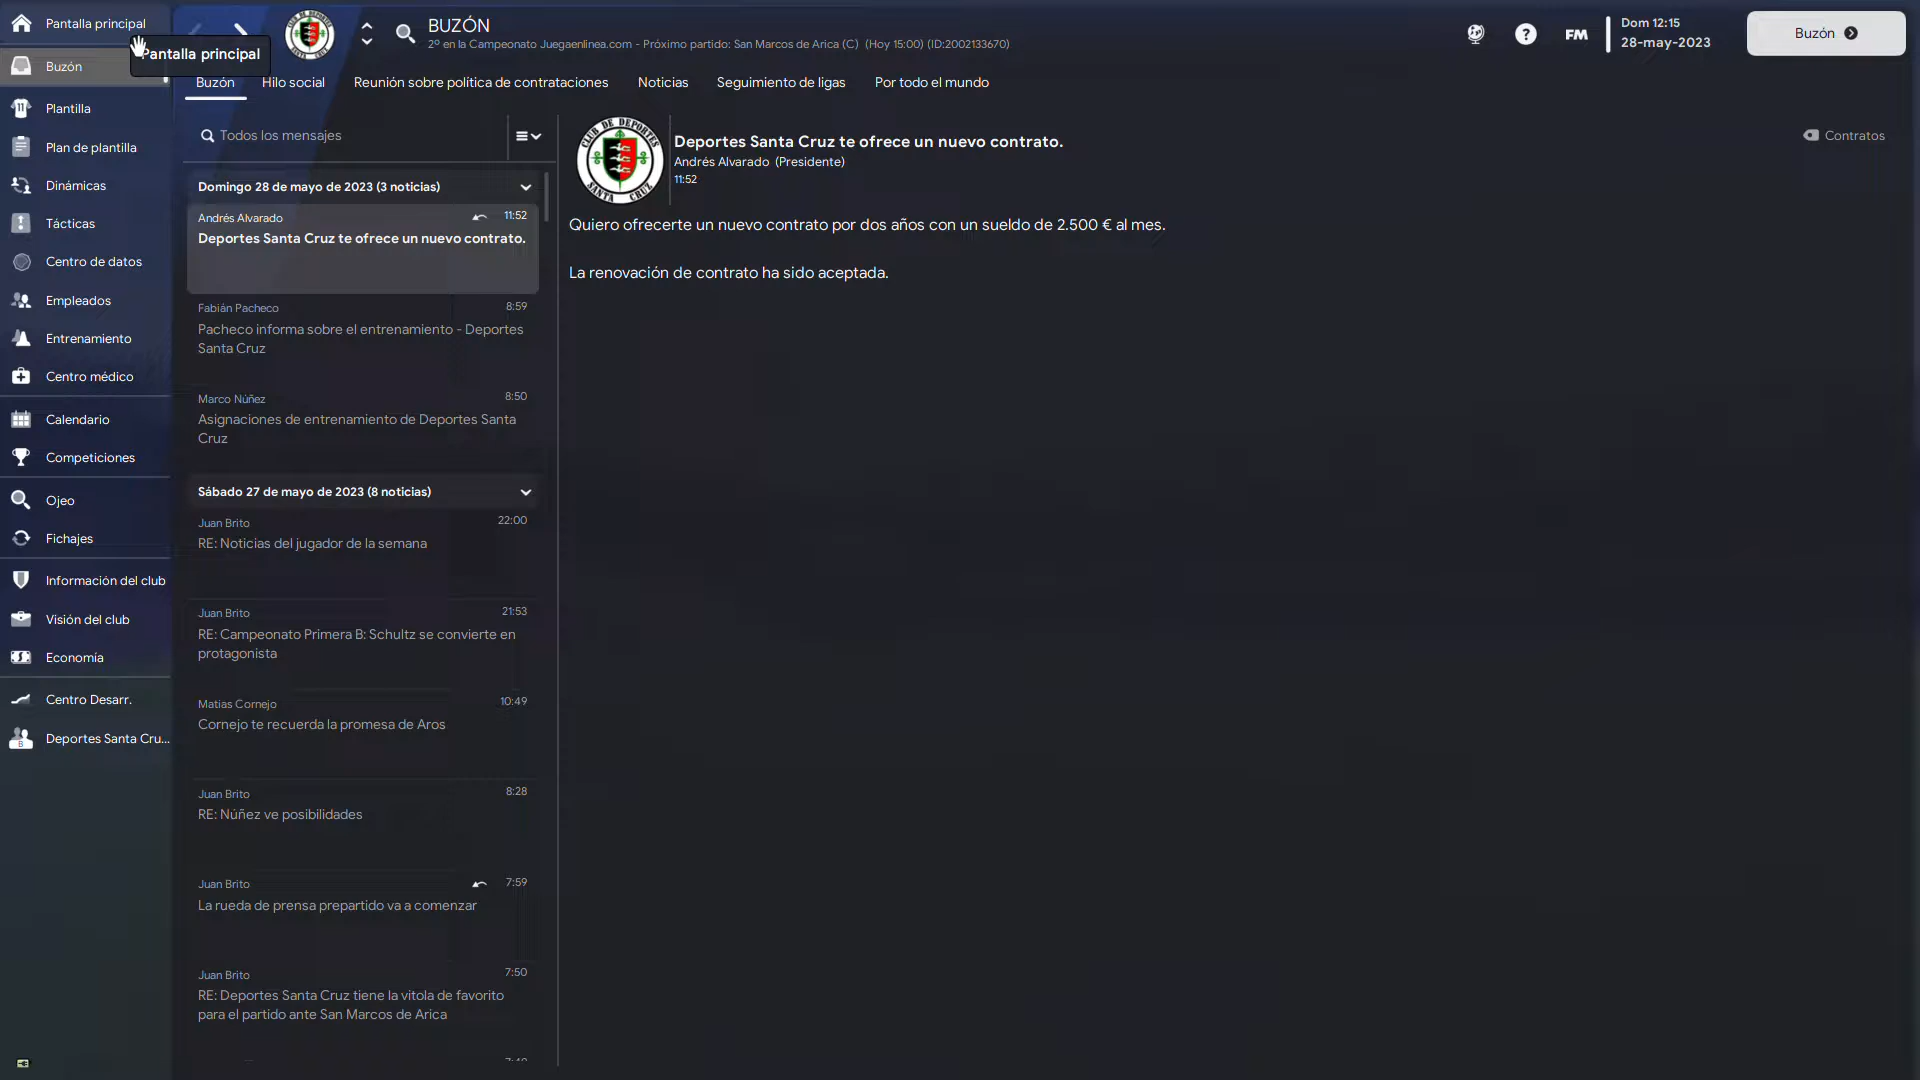 Pantalla principal
Pantalla principal
Buzón
Plantilla
Plan de plantilla
Dinámicas
Tácticas
Centro de datos
Empleados
Entrenamiento
Centro médico
Calendario
Competiciones
Ojeo
Fichajes
Información del club
Visión del club
Economía
Centro Desarr.
Deportes Santa Cru...
BUZÓN
2º en la Campeonato Juegaenlinea.com - Próximo partido: San Marcos de Arica (C) (Hoy 15:00) (ID:2002133670)
FM
Dom 12:15
28-may-2023
Buzón
Buzón Hilo social Reunión sobre política de contrataciones Noticias Seguimiento de ligas Por todo el mundo
Todos los mensajes
Domingo 28 de mayo de 2023 (3 noticias)
Andrés Alvarado 11:52
Deportes Santa Cruz te ofrece un nuevo contrato.
Fabián Pacheco 8:59
Pacheco informa sobre el entrenamiento - Deportes
Santa Cruz
Marco Núñez 8:50
Asignaciones de entrenamiento de Deportes Santa
Cruz
Sábado 27 de mayo de 2023 (8 noticias)
Juan Brito 22:00
RE: Noticias del jugador de la semana
Juan Brito 21:53
RE: Campeonato Primera B: Schultz se convierte en
protagonista
Matías Cornejo 10:49
Cornejo te recuerda la promesa de Aros
Juan Brito 8:28
RE: Núñez ve posibilidades
Juan Brito 7:59
La rueda de prensa prepartido va a comenzar
Juan Brito 7:50
RE: Deportes Santa Cruz tiene la vitola de favorito
para el partido ante San Marcos de Arica
CLUB DE DEPORTES
SANTA CRUZ
Deportes Santa Cruz te ofrece un nuevo contrato.
Andrés Alvarado (Presidente)
11:52
Contratos
Quiero ofrecerte un nuevo contrato por dos años con un sueldo de 2.500 € al mes.
La renovación de contrato ha sido aceptada.